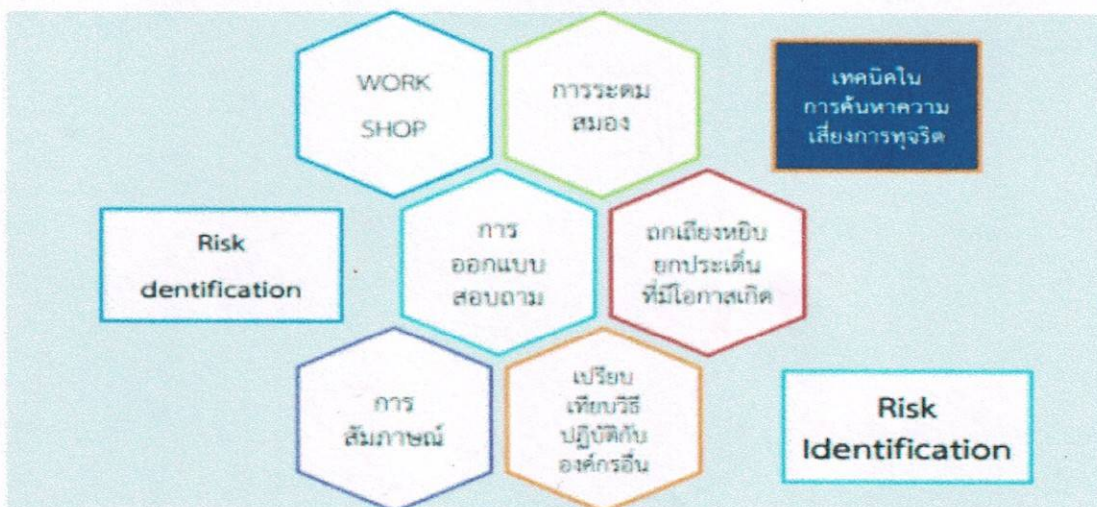 WORK
SHOP
การระดม
สมอง
เทคนิคใน
การค้นหาความ
เสี่ยงการทุจริต
Risk
dentification
การ
ออกแบบ
สอบถาม
ถกเถียงหยิบ
ยกประเด็น
ที่มีโอกาสเกิด
การ
สัมภาษณ์
เปรียบ
เทียบวิธี
ปฏิบัติกับ
องค์กรอื่น
Risk
Identification